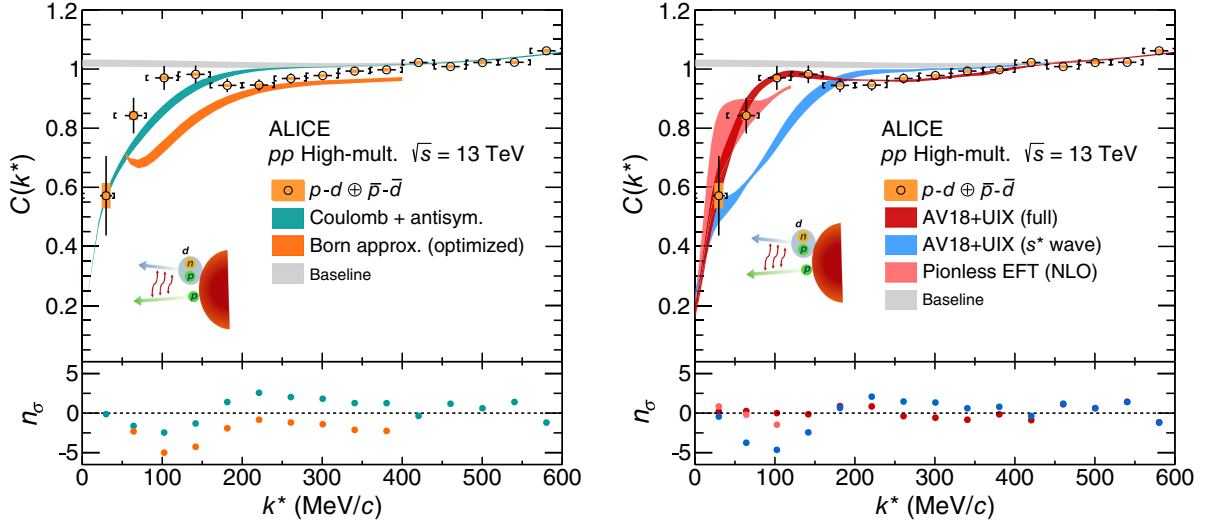 1.2
1
0.8
0.6
0.4
0.2
C(k*)
ALICE
pp High-mult. √s = 13 TeV
p-d ⊕ p̄-d̄
Coulomb + antisym.
Born approx. (optimized)
Baseline
d
n
p
p
5
0
−5
nσ
0 100 200 300 400 500 600
k* (MeV/c)
1.2
1
0.8
0.6
0.4
0.2
C(k*)
ALICE
pp High-mult. √s = 13 TeV
p-d ⊕ p̄-d̄
AV18+UIX (full)
AV18+UIX (s* wave)
Pionless EFT (NLO)
Baseline
d
n
p
p
5
0
−5
nσ
0 100 200 300 400 500 600
k* (MeV/c)